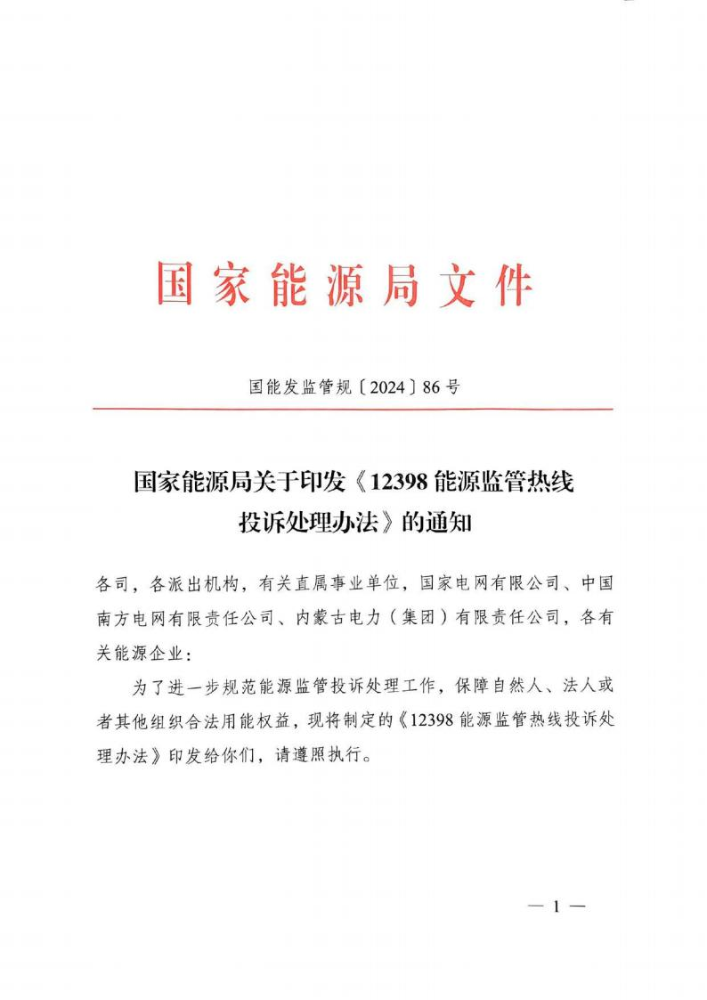 国家能源局文件
国能发监管规〔2024〕86号
国家能源局关于印发《12398能源监管热线
投诉处理办法》的通知
各司，各派出机构，有关直属事业单位，国家电网有限公司、中国
南方电网有限责任公司、内蒙古电力（集团）有限责任公司，各有
关能源企业：
为了进一步规范能源监管投诉处理工作，保障自然人、法人或
者其他组织合法用能权益，现将制定的《12398能源监管热线投诉处
理办法》印发给你们，请遵照执行。
— 1 —